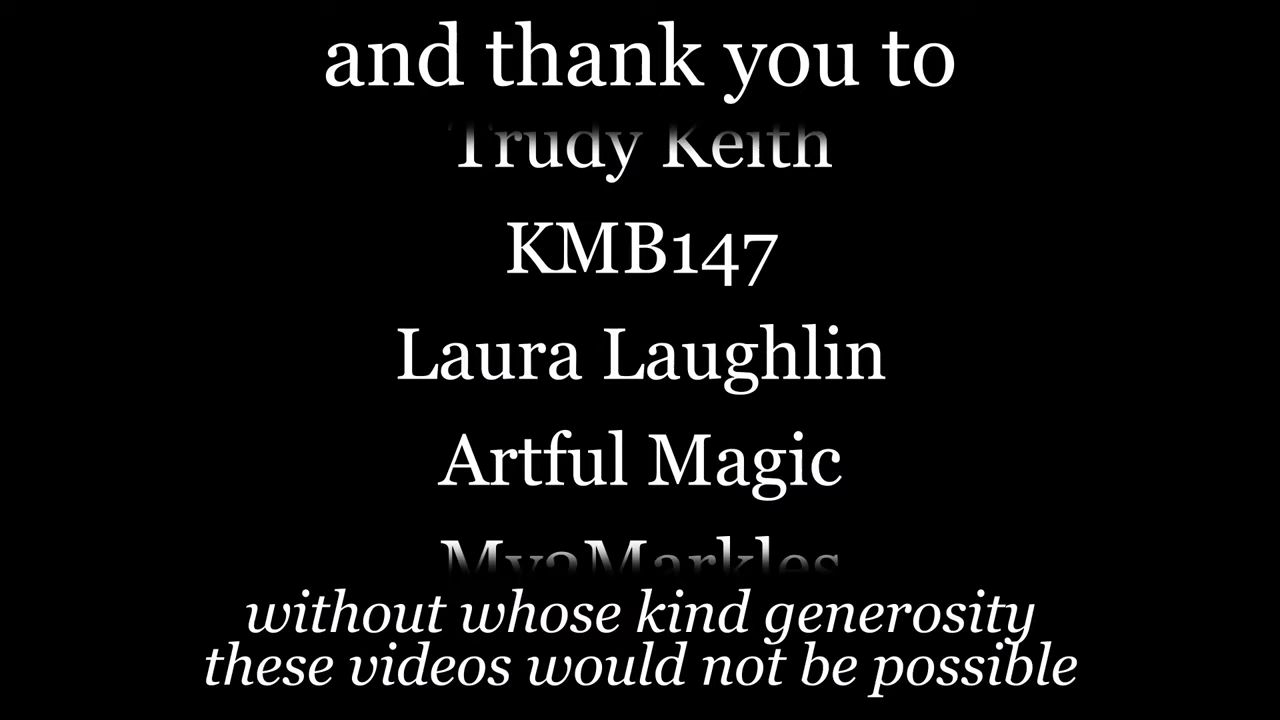 and thank you to
Trudy Keith
KMB147
Laura Laughlin
Artful Magic
My2Markles
without whose kind generosity
these videos would not be possible